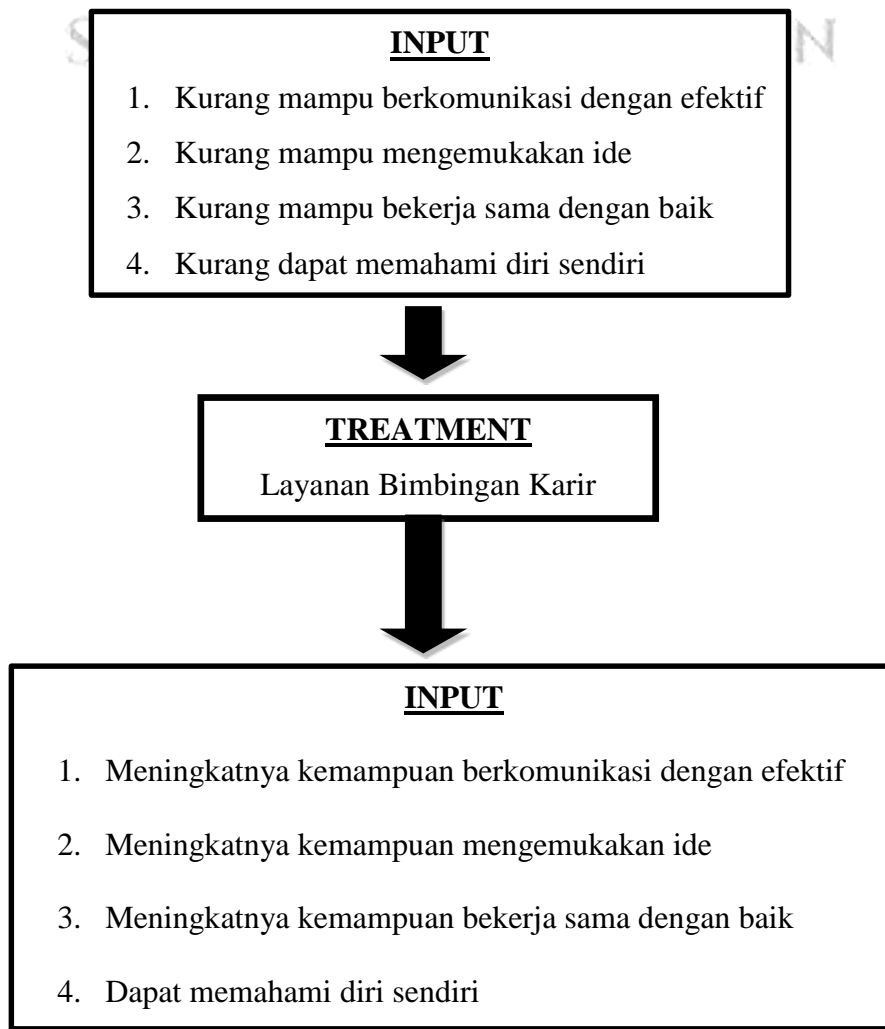 INPUT
1. Kurang mampu berkomunikasi dengan efektif
2. Kurang mampu mengemukakan ide
3. Kurang mampu bekerja sama dengan baik
4. Kurang dapat memahami diri sendiri
TREATMENT
Layanan Bimbingan Karir
INPUT
1. Meningkatnya kemampuan berkomunikasi dengan efektif
2. Meningkatnya kemampuan mengemukakan ide
3. Meningkatnya kemampuan bekerja sama dengan baik
4. Dapat memahami diri sendiri